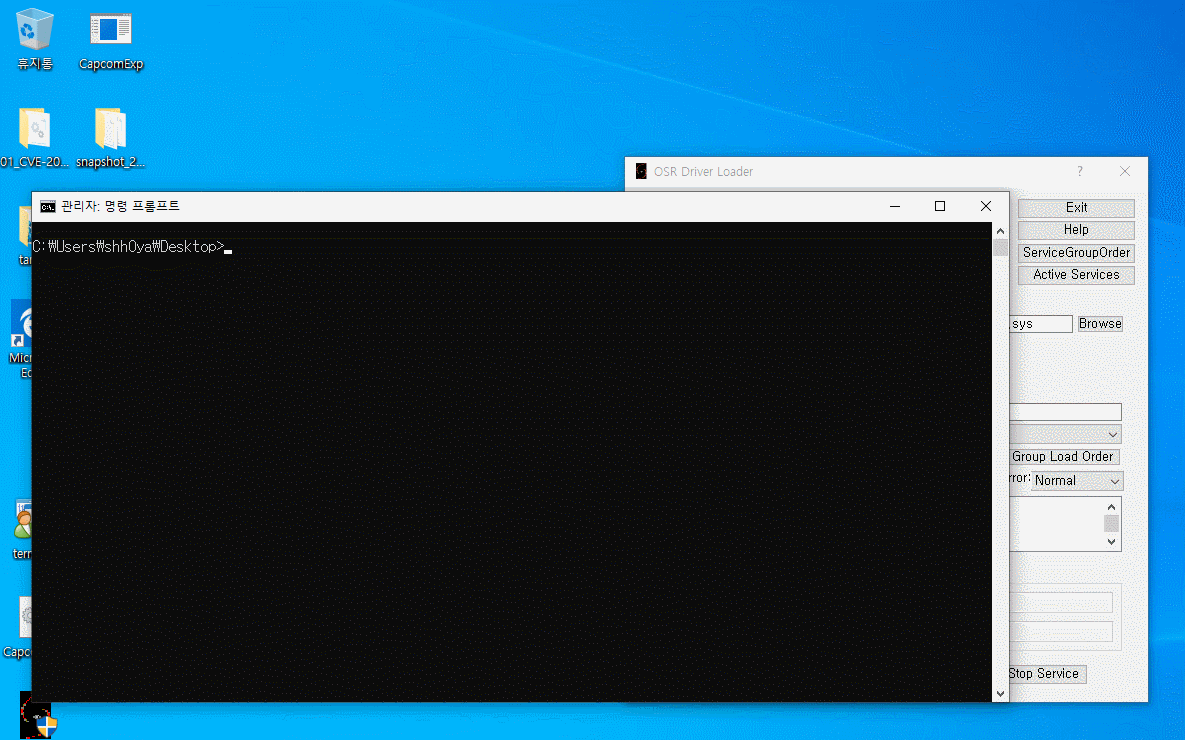 휴지통
CapcomExp
01_CVE-20...
snapshot_2...
tar
Micr
Ed
tem
Capc
OSR Driver Loader
?
관리자: 명령 프롬프트
C:₩Users₩shh0ya₩Desktop>
Exit
Help
ServiceGroupOrder
Active Services
sys
Browse
Group Load Order
rror:
Normal
Stop Service